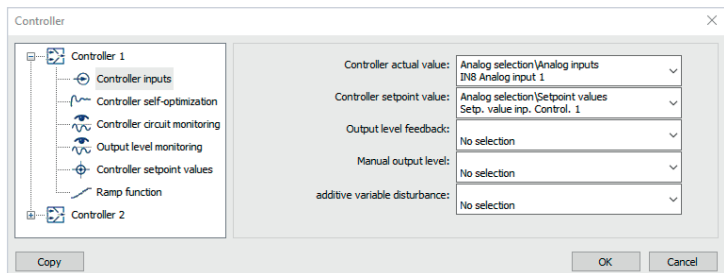 Controller
Controller 1
Controller inputs
Controller self-optimization
Controller circuit monitoring
Output level monitoring
Controller setpoint values
Ramp function
Controller 2
Controller actual value:
Analog selection\Analog inputs
IN8 Analog input 1
Controller setpoint value:
Analog selection\Setpoint values
Setp. value inp. Control. 1
Output level feedback:
No selection
Manual output level:
No selection
additive variable disturbance:
No selection
Copy
OK
Cancel